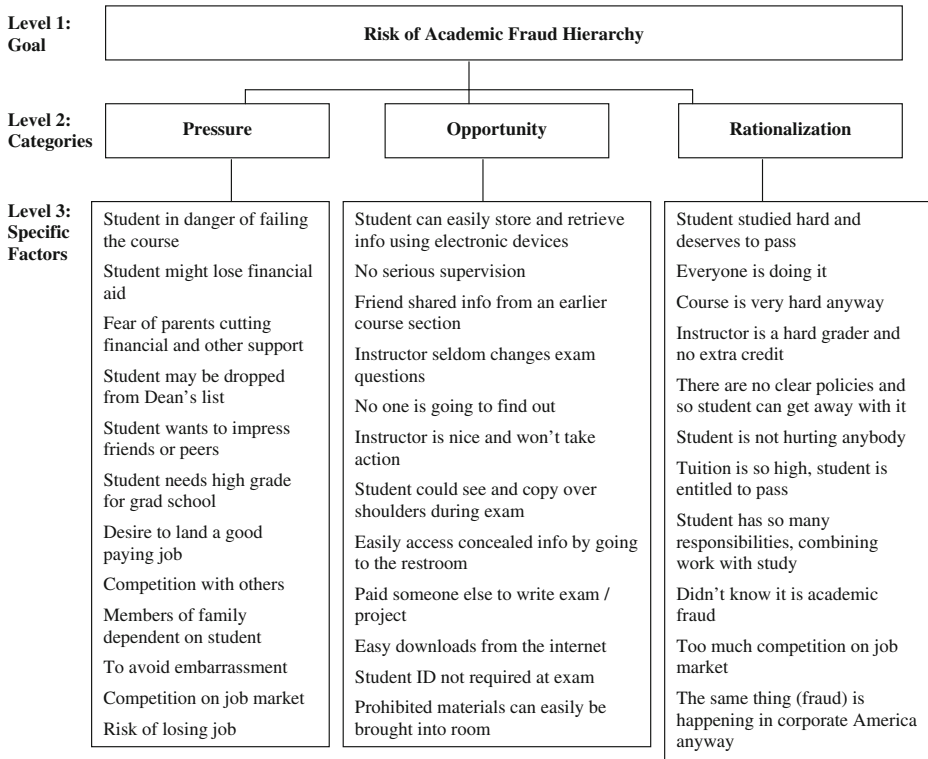 Level 1:
Goal
Risk of Academic Fraud Hierarchy
Level 2:
Categories
Pressure
Opportunity
Rationalization
Level 3:
Specific
Factors
Student in danger of failing
the course
Student might lose financial
aid
Fear of parents cutting
financial and other support
Student may be dropped
from Dean’s list
Student wants to impress
friends or peers
Student needs high grade
for grad school
Desire to land a good
paying job
Competition with others
Members of family
dependent on student
To avoid embarrassment
Competition on job market
Risk of losing job
Student can easily store and retrieve
info using electronic devices
No serious supervision
Friend shared info from an earlier
course section
Instructor seldom changes exam
questions
No one is going to find out
Instructor is nice and won’t take
action
Student could see and copy over
shoulders during exam
Easily access concealed info by going
to the restroom
Paid someone else to write exam /
project
Easy downloads from the internet
Student ID not required at exam
Prohibited materials can easily be
brought into room
Student studied hard and
deserves to pass
Everyone is doing it
Course is very hard anyway
Instructor is a hard grader and
no extra credit
There are no clear policies and
so student can get away with it
Student is not hurting anybody
Tuition is so high, student is
entitled to pass
Student has so many
responsibilities, combining
work with study
Didn’t know it is academic
fraud
Too much competition on job
market
The same thing (fraud) is
happening in corporate America
anyway